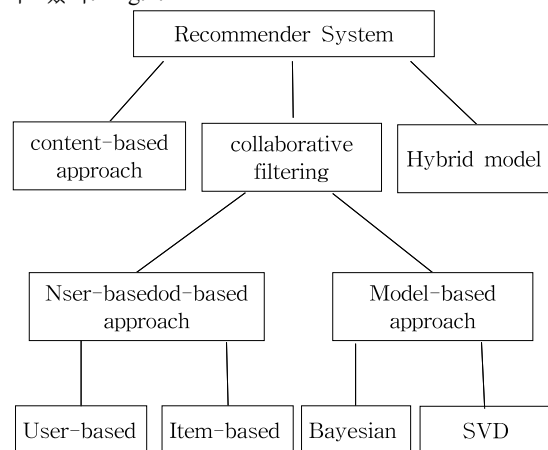 Recommender System
content-based
approach
collaborative
filtering
Hybrid model
Nser-basedod-based
approach
Model-based
approach
User-based
Item-based
Bayesian
SVD